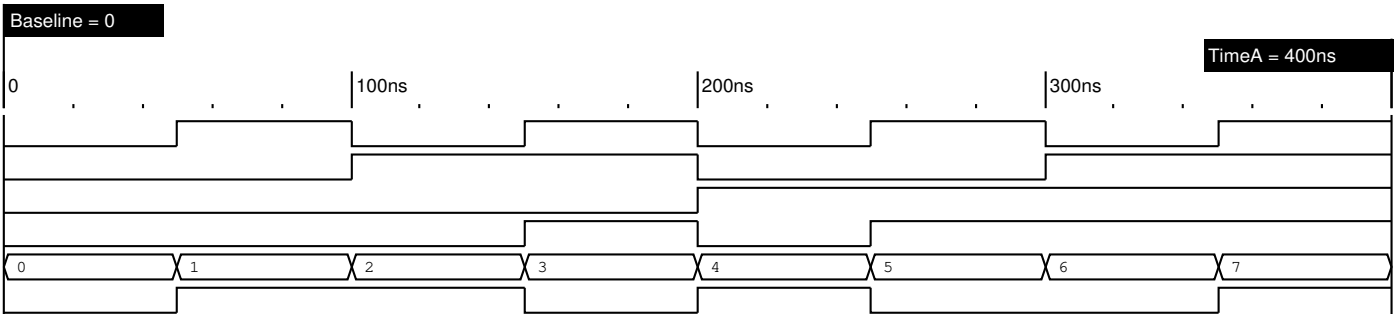 Baseline = 0
TimeA = 400ns
0 100ns 200ns 300ns
0 1 2 3 4 5 6 7